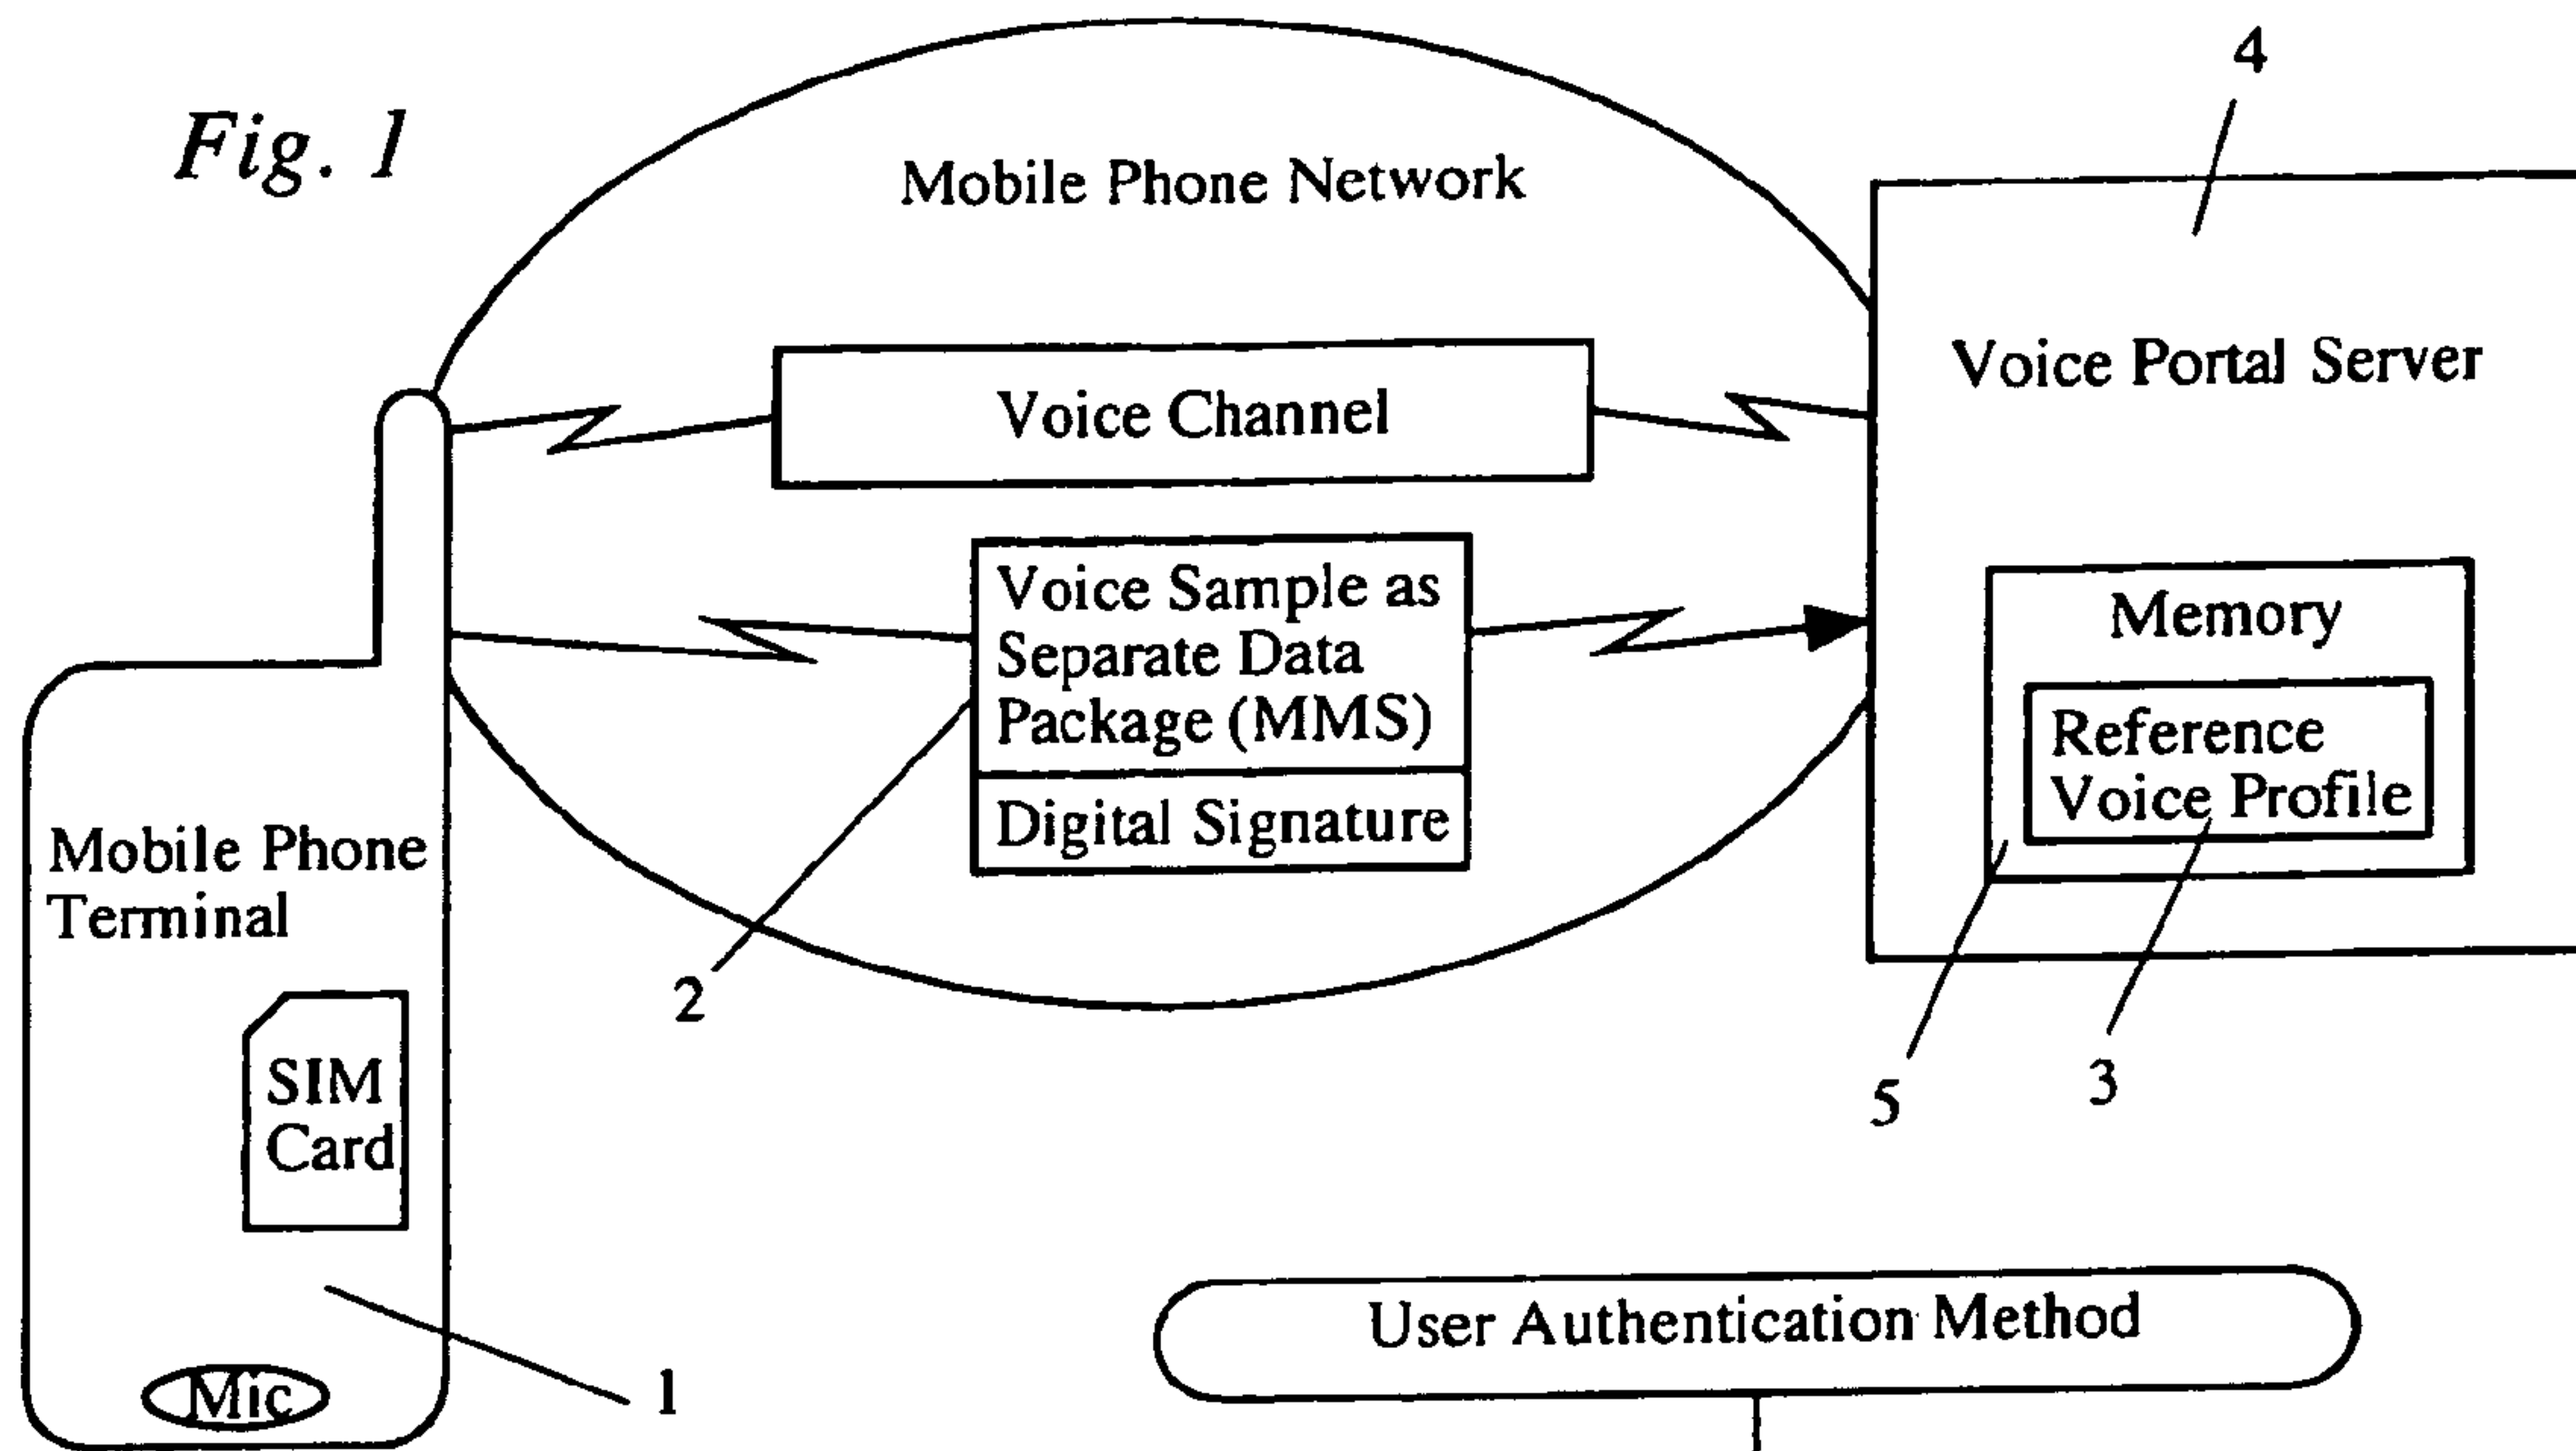 Fig. 1
4
Mobile Phone Network
Voice Portal Server
Voice Channel
Voice Sample as
Separate Data
Package (MMS)
Digital Signature
Memory
Reference
Voice Profile
Mobile Phone
Terminal
2
5
3
SIM
Card
Mic
1
User Authentication Method